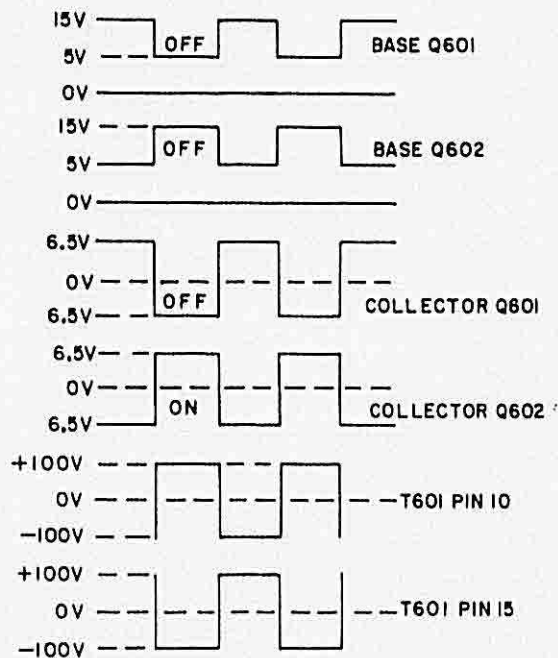 15V
OFF
BASE Q601
5V
0V
15V
OFF
BASE Q602
5V
0V
6.5V
0V
OFF
COLLECTOR Q601
6.5V
6.5V
0V
ON
COLLECTOR Q602
6.5V
+100V
0V
T601 PIN 10
-100V
+100V
0V
T601 PIN 15
-100V